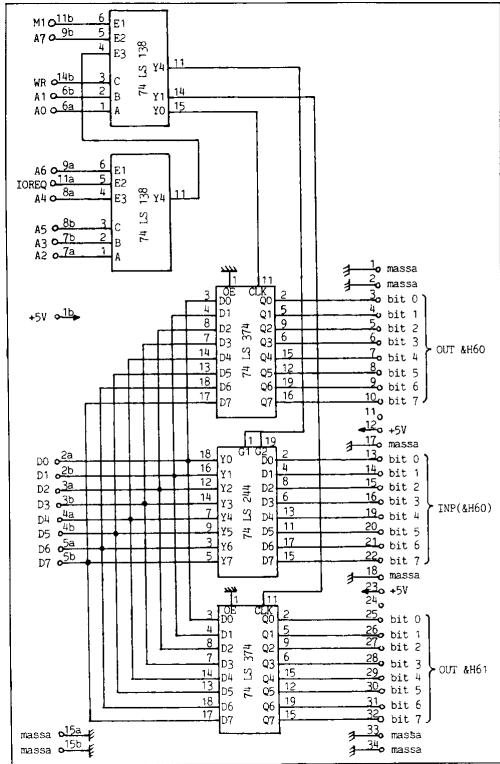 M1 11b 6 E1
A7 9b 5 E2
4 E3 Y4 11
WR 14b 3 C Y1 14
A1 6b 2 B Y0 15
A0 6a 1 A
74 LS 138
A6 9a 6 E1
IOREQ 11a 5 E2
A4 8a 4 E3 Y4 11
A5 8b 3 C
A3 7b 2 B
A2 7a 1 A
74 LS 138
+5V 1b
1 11
OE CLK
3 D0 Q0 2
4 D1 Q1 5
8 D2 Q2 9
7 D3 Q3 6
14 D4 Q4 15
13 D5 Q5 12
18 D6 Q6 19
17 D7 Q7 16
74 LS 374
1 massa
2 massa
3 bit 0
4 bit 1
5 bit 2
6 bit 3
7 bit 4
8 bit 5
9 bit 6
10 bit 7
OUT &H60
11
12 +5V
17 massa
1 19
G1 G2
D0 2a 18 Y0 D0 2 13 bit 0
D1 2b 16 Y1 D1 4 14 bit 1
D2 3a 12 Y2 D2 8 15 bit 2
D3 3b 14 Y3 D3 6 16 bit 3
D4 4a 7 Y4 D4 13 19 bit 4
D5 4b 9 Y5 D5 11 20 bit 5
D6 5a 3 Y6 D6 17 21 bit 6
D7 5b 5 Y7 D7 15 22 bit 7
74 LS 244
INP(&H60)
18 massa
23 +5V
24
1 11
OE CLK
3 D0 Q0 2 25 bit 0
4 D1 Q1 5 26 bit 1
8 D2 Q2 9 27 bit 2
7 D3 Q3 6 28 bit 3
14 D4 Q4 15 29 bit 4
13 D5 Q5 12 30 bit 5
18 D6 Q6 19 31 bit 6
17 D7 Q7 15 32 bit 7
74 LS 374
OUT &H61
massa 15a 33 massa
massa 15b 34 massa